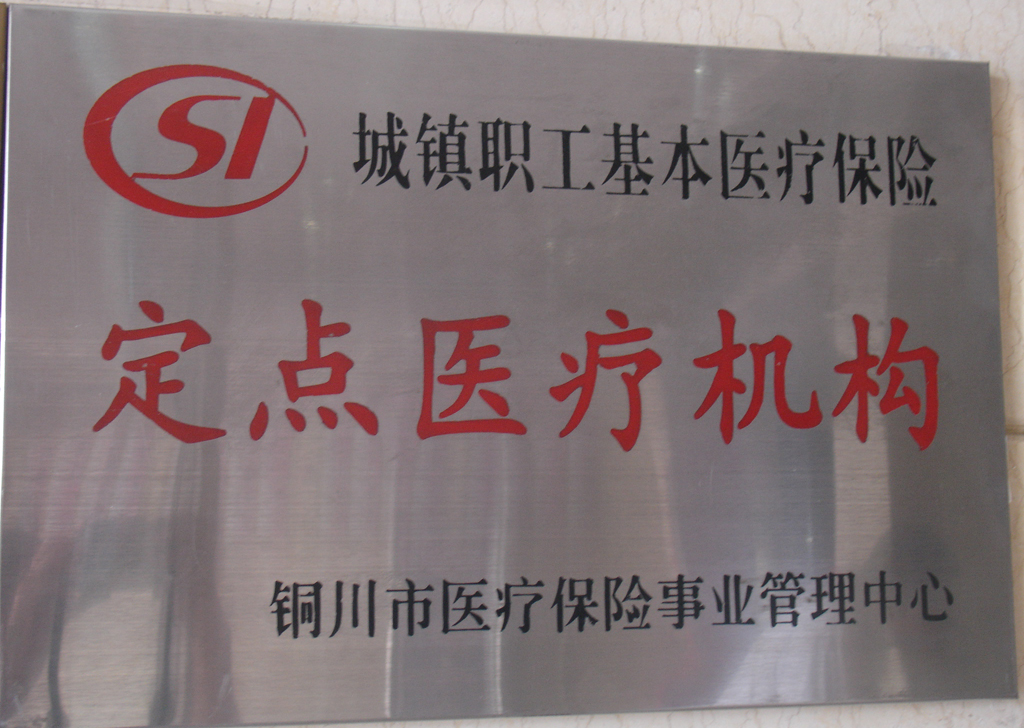 SI 城镇职工基本医疗保险
定点医疗机构
铜川市医疗保险事业管理中心